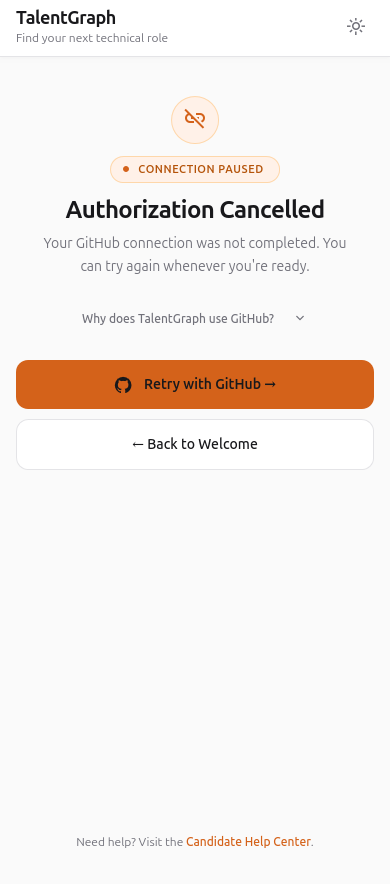 TalentGraph
Find your next technical role
CONNECTION PAUSED
Authorization Cancelled
Your GitHub connection was not completed. You
can try again whenever you're ready.
Why does TalentGraph use GitHub?
Retry with GitHub →
← Back to Welcome
Need help? Visit the Candidate Help Center.